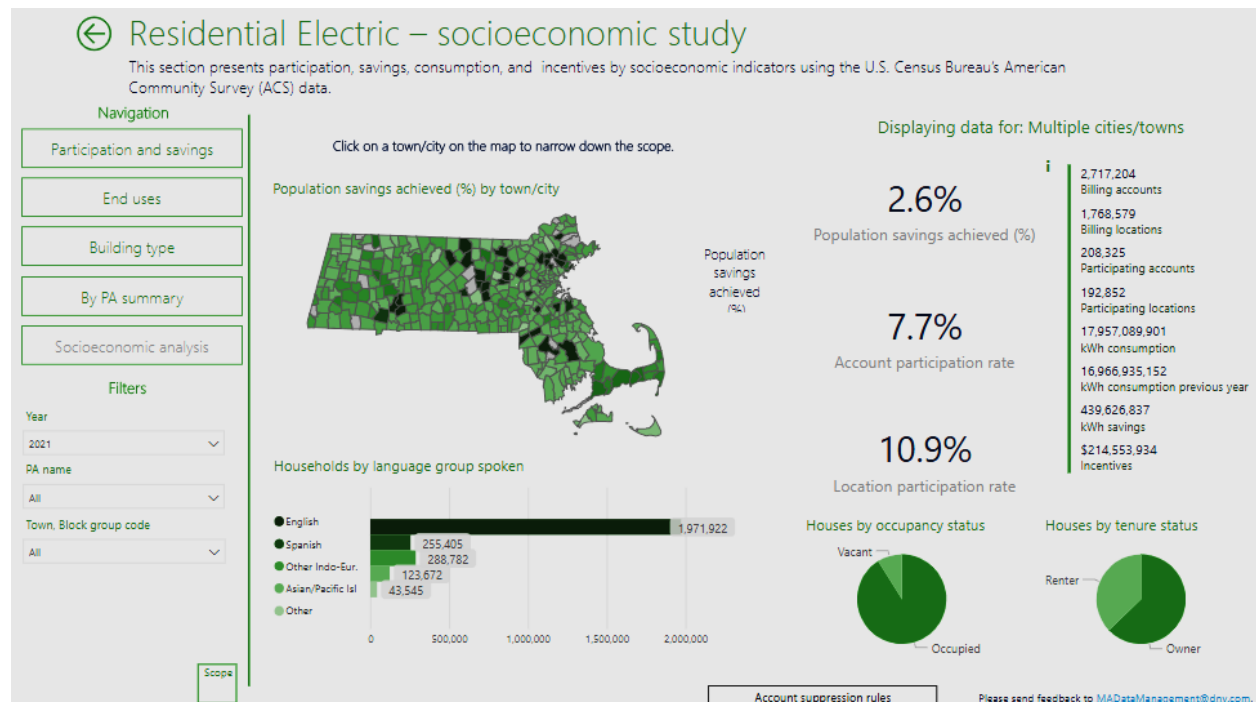 Residential Electric – socioeconomic study
This section presents participation, savings, consumption, and incentives by socioeconomic indicators using the U.S. Census Bureau's American
Community Survey (ACS) data.
Navigation
Participation and savings
End uses
Building type
By PA summary
Socioeconomic analysis
Filters
Year
2021
PA name
All
Town, Block group code
All
Scope
Click on a town/city on the map to narrow down the scope.
Population savings achieved (%) by town/city
Population
savings
achieved
(%)
Households by language group spoken
English
Spanish
Other Indo-Eur.
Asian/Pacific Isl
Other
1,971,922
255,405
288,782
123,672
43,545
0
500,000
1,000,000
1,500,000
2,000,000
Displaying data for: Multiple cities/towns
2.6%
Population savings achieved (%)
7.7%
Account participation rate
10.9%
Location participation rate
i
2,717,204
Billing accounts
1,768,579
Billing locations
208,325
Participating accounts
192,852
Participating locations
17,957,089,901
kWh consumption
16,966,935,152
kWh consumption previous year
439,626,837
kWh savings
$214,553,934
Incentives
Houses by occupancy status
Vacant
Occupied
Houses by tenure status
Renter
Owner
Account suppression rules
Please send feedback to MADataManagement@dnv.com.